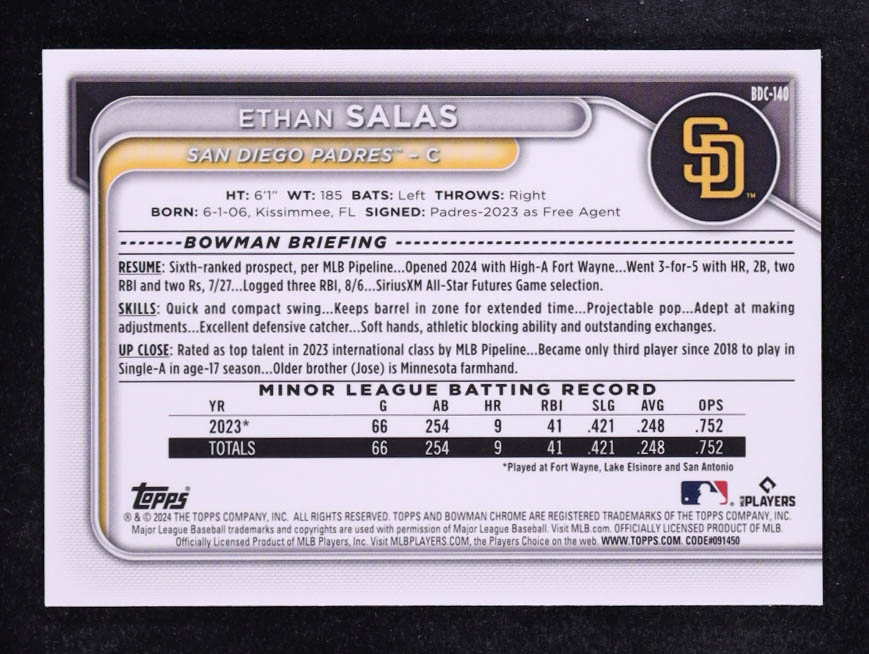 BDC-140
ETHAN SALAS
SAN DIEGO PADRES™ – C
SD™
HT: 6'1" WT: 185 BATS: Left THROWS: Right
BORN: 6-1-06, Kissimmee, FL SIGNED: Padres-2023 as Free Agent
-------BOWMAN BRIEFING -------
RESUME: Sixth-ranked prospect, per MLB Pipeline...Opened 2024 with High-A Fort Wayne...Went 3-for-5 with HR, 2B, two
RBI and two Rs, 7/27...Logged three RBI, 8/6...SiriusXM All-Star Futures Game selection.
SKILLS: Quick and compact swing...Keeps barrel in zone for extended time...Projectable pop...Adept at making
adjustments...Excellent defensive catcher...Soft hands, athletic blocking ability and outstanding exchanges.
UP CLOSE: Rated as top talent in 2023 international class by MLB Pipeline...Became only third player since 2018 to play in
Single-A in age-17 season...Older brother (Jose) is Minnesota farmhand.
MINOR LEAGUE BATTING RECORD
YR G AB HR RBI SLG AVG OPS
2023* 66 254 9 41 .421 .248 .752
TOTALS 66 254 9 41 .421 .248 .752
*Played at Fort Wayne, Lake Elsinore and San Antonio
Topps®
MLB PLAYERS
® & © 2024 THE TOPPS COMPANY, INC. ALL RIGHTS RESERVED. TOPPS AND BOWMAN CHROME ARE REGISTERED TRADEMARKS OF THE TOPPS COMPANY, INC.
Major League Baseball trademarks and copyrights are used with permission of Major League Baseball. Visit MLB.com. OFFICIALLY LICENSED PRODUCT OF MLB.
Officially Licensed Product of MLB Players, Inc. Visit MLBPLAYERS.COM, the Players Choice on the web. WWW.TOPPS.COM. CODE#091450